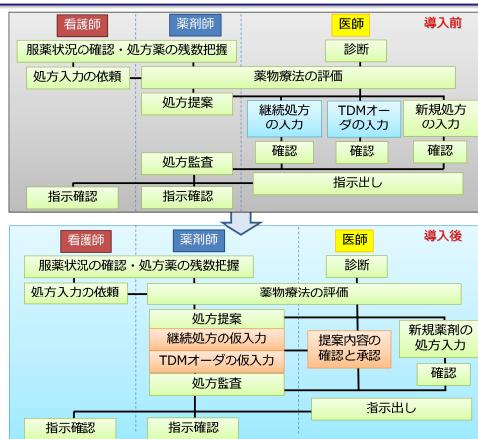 看護師 薬剤師 医師 導入前
服薬状況の確認・処方薬の残数把握 診断
処方入力の依頼 薬物療法の評価
処方提案
継続処方
の入力
TDMオー
ダの入力
新規処方
の入力
確認 確認 確認
処方監査
指示出し
指示確認 指示確認
看護師 薬剤師 医師 導入後
服薬状況の確認・処方薬の残数把握 診断
処方入力の依頼 薬物療法の評価
処方提案
継続処方の仮入力
TDMオーダの仮入力
提案内容の
確認と承認
新規薬剤の
処方入力
処方監査 確認
指示出し
指示確認 指示確認